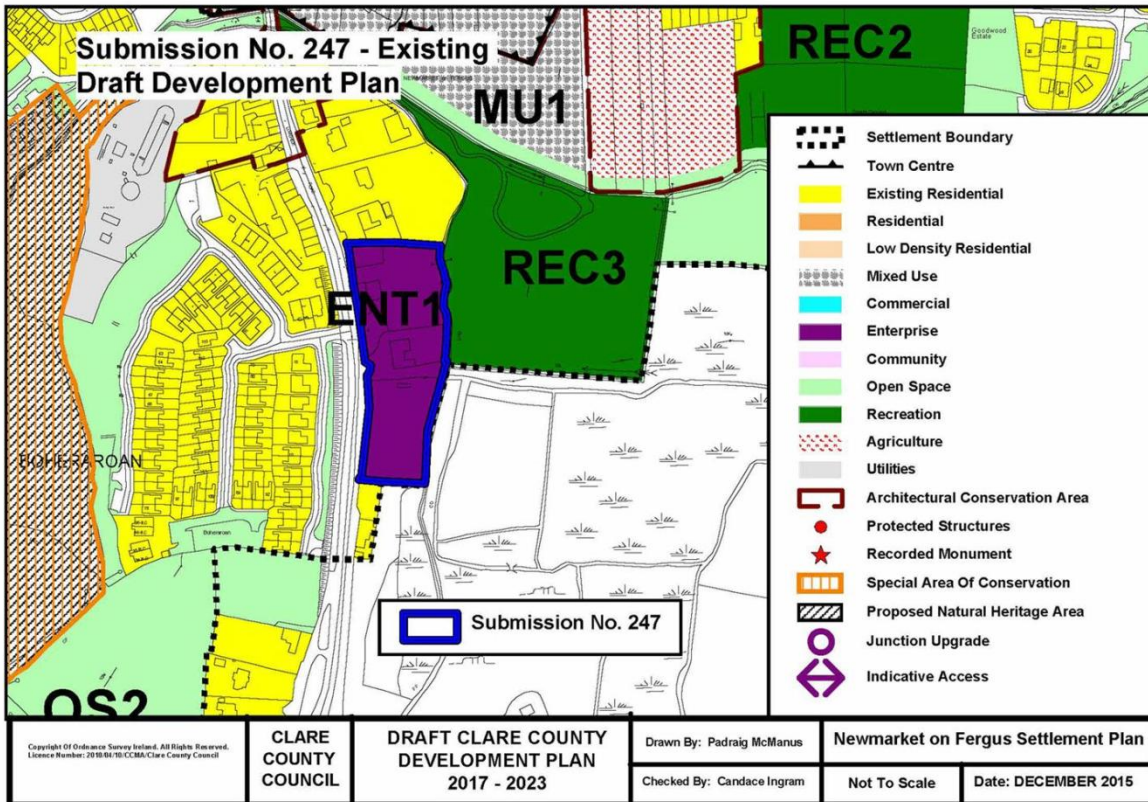 Submission No. 247 - Existing
Draft Development Plan
REC2
Goodwood
Estate
MU1
REC3
ENT1
Settlement Boundary
Town Centre
Existing Residential
Residential
Low Density Residential
Mixed Use
Commercial
Enterprise
Community
Open Space
Recreation
Agriculture
Utilities
Architectural Conservation Area
Protected Structures
Recorded Monument
Special Area Of Conservation
Proposed Natural Heritage Area
Junction Upgrade
Indicative Access
BOHERAROAN
Submission No. 247
OS2
Copyright Of Ordnance Survey Ireland. All Rights Reserved.
Licence Number: 2010/04/10/CCMA/Clare County Council
CLARE
COUNTY
COUNCIL
DRAFT CLARE COUNTY
DEVELOPMENT PLAN
2017 - 2023
Drawn By: Padraig McManus
Checked By: Candace Ingram
Newmarket on Fergus Settlement Plan
Not To Scale
Date: DECEMBER 2015